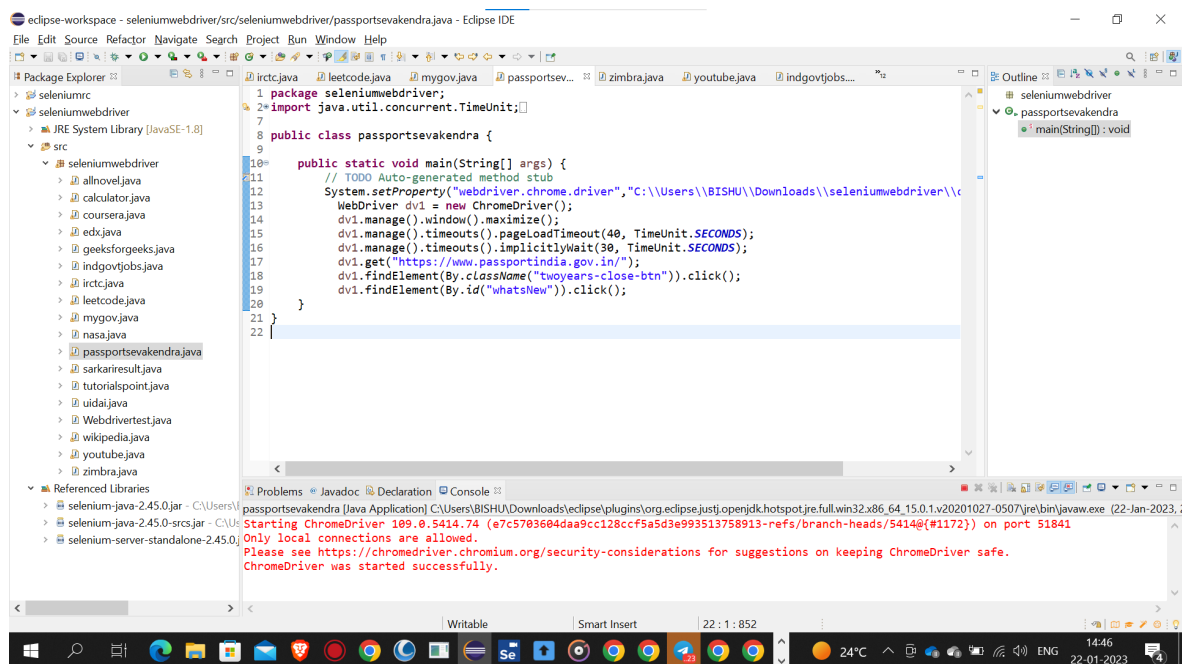 eclipse-workspace - seleniumwebdriver/src/seleniumwebdriver/passportsevakendra.java - Eclipse IDE
File Edit Source Refactor Navigate Search Project Run Window Help
Package Explorer
seleniumrc
seleniumwebdriver
JRE System Library [JavaSE-1.8]
src
seleniumwebdriver
allnovel.java
calculator.java
coursera.java
edx.java
geeksforgeeks.java
indgovtjobs.java
irctc.java
leetcode.java
mygov.java
nasa.java
passportsevakendra.java
sarkariresult.java
tutorialspoint.java
uidai.java
Webdrivertest.java
wikipedia.java
youtube.java
zimbra.java
Referenced Libraries
selenium-java-2.45.0.jar - C:\Users\
selenium-java-2.45.0-srcs.jar - C:\Us
selenium-server-standalone-2.45.0.
irctc.java leetcode.java mygov.java passportsev... zimbra.java youtube.java indgovtjobs.... »12
1 package seleniumwebdriver;
2 import java.util.concurrent.TimeUnit;
7
8 public class passportsevakendra {
9
10 public static void main(String[] args) {
11 // TODO Auto-generated method stub
12 System.setProperty("webdriver.chrome.driver","C:\\Users\\BISHU\\Downloads\\seleniumwebdriver\\c
13 WebDriver dv1 = new ChromeDriver();
14 dv1.manage().window().maximize();
15 dv1.manage().timeouts().pageLoadTimeout(40, TimeUnit.SECONDS);
16 dv1.manage().timeouts().implicitlyWait(30, TimeUnit.SECONDS);
17 dv1.get("https://www.passportindia.gov.in/");
18 dv1.findElement(By.className("twoyears-close-btn")).click();
19 dv1.findElement(By.id("whatsNew")).click();
20 }
21 }
22
Outline
seleniumwebdriver
passportsevakendra
main(String[]) : void
Problems Javadoc Declaration Console
passportsevakendra [Java Application] C:\Users\BISHU\Downloads\eclipse\plugins\org.eclipse.justj.openjdk.hotspot.jre.full.win32.x86_64_15.0.1.v20201027-0507\jre\bin\javaw.exe (22-Jan-2023, 2
Starting ChromeDriver 109.0.5414.74 (e7c5703604daa9cc128ccf5a5d3e993513758913-refs/branch-heads/5414@{#1172}) on port 51841
Only local connections are allowed.
Please see https://chromedriver.chromium.org/security-considerations for suggestions on keeping ChromeDriver safe.
ChromeDriver was started successfully.
Writable Smart Insert 22 : 1 : 852
Se 23 24°C ENG 14:46
22-01-2023 4